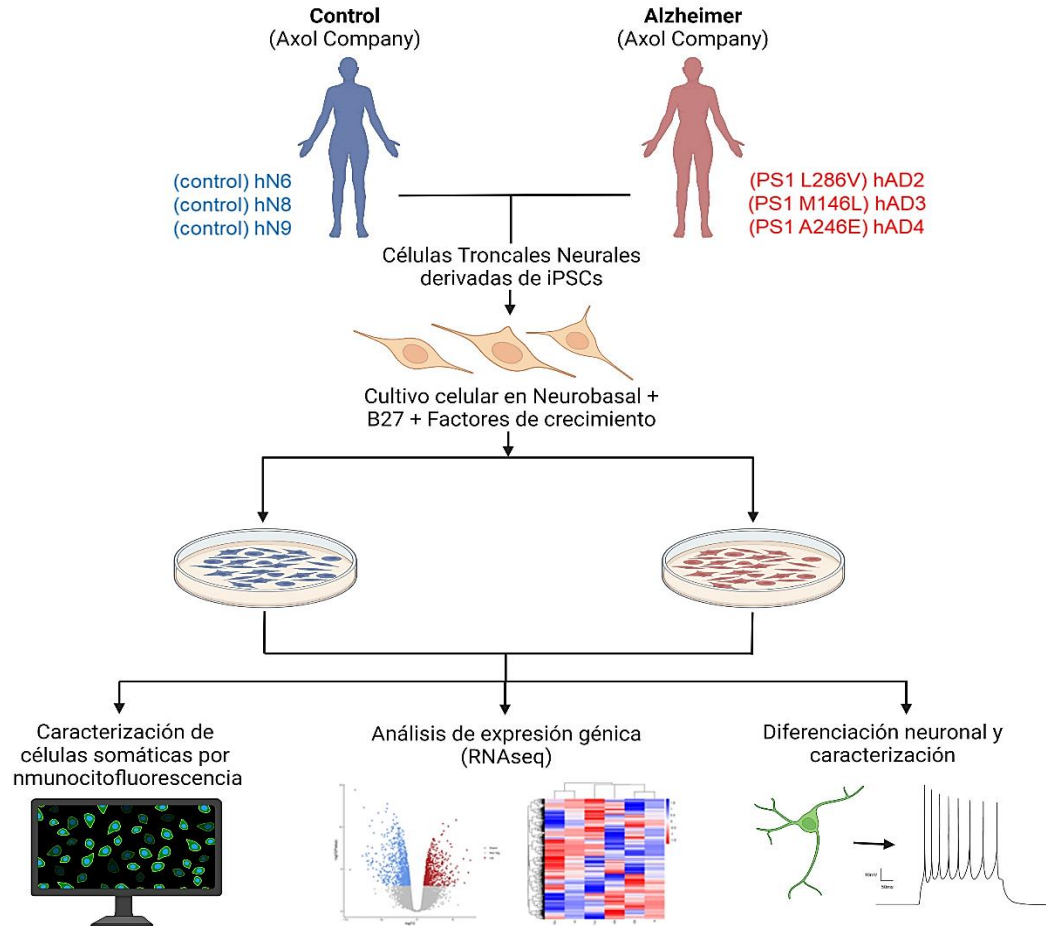 Control
(Axol Company)
Alzheimer
(Axol Company)
(control) hN6
(control) hN8
(control) hN9
(PS1 L286V) hAD2
(PS1 M146L) hAD3
(PS1 A246E) hAD4
Células Troncales Neurales
derivadas de iPSCs
Cultivo celular en Neurobasal +
B27 + Factores de crecimiento
Caracterización de
células somáticas por
nmunocitofluorescencia
Análisis de expresión génica
(RNAseq)
Diferenciación neuronal y
caracterización
50ms